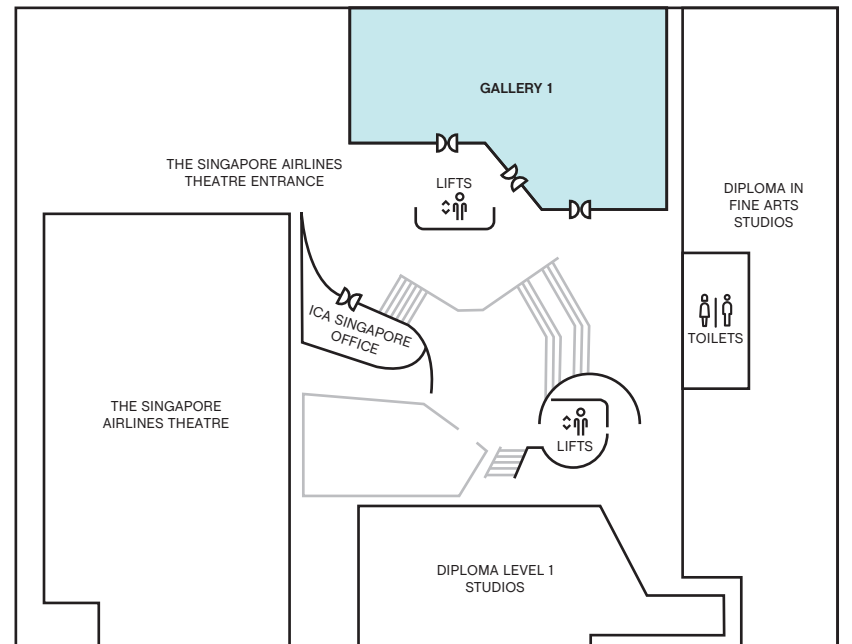 GALLERY 1
THE SINGAPORE AIRLINES
THEATRE ENTRANCE
LIFTS
DIPLOMA IN
FINE ARTS
STUDIOS
ICA SINGAPORE
OFFICE
TOILETS
THE SINGAPORE
AIRLINES THEATRE
LIFTS
DIPLOMA LEVEL 1
STUDIOS